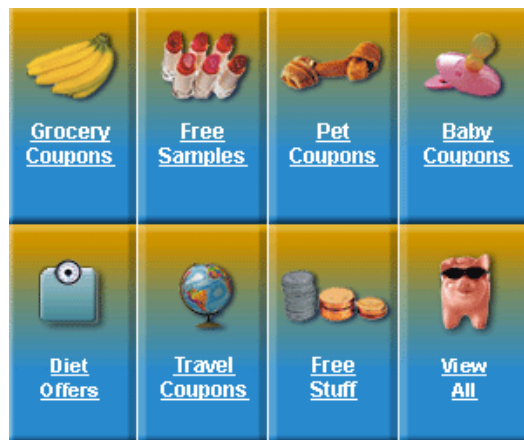 Grocery
Coupons
Free
Samples
Pet
Coupons
Baby
Coupons
Diet
Offers
Travel
Coupons
Free
Stuff
View
All